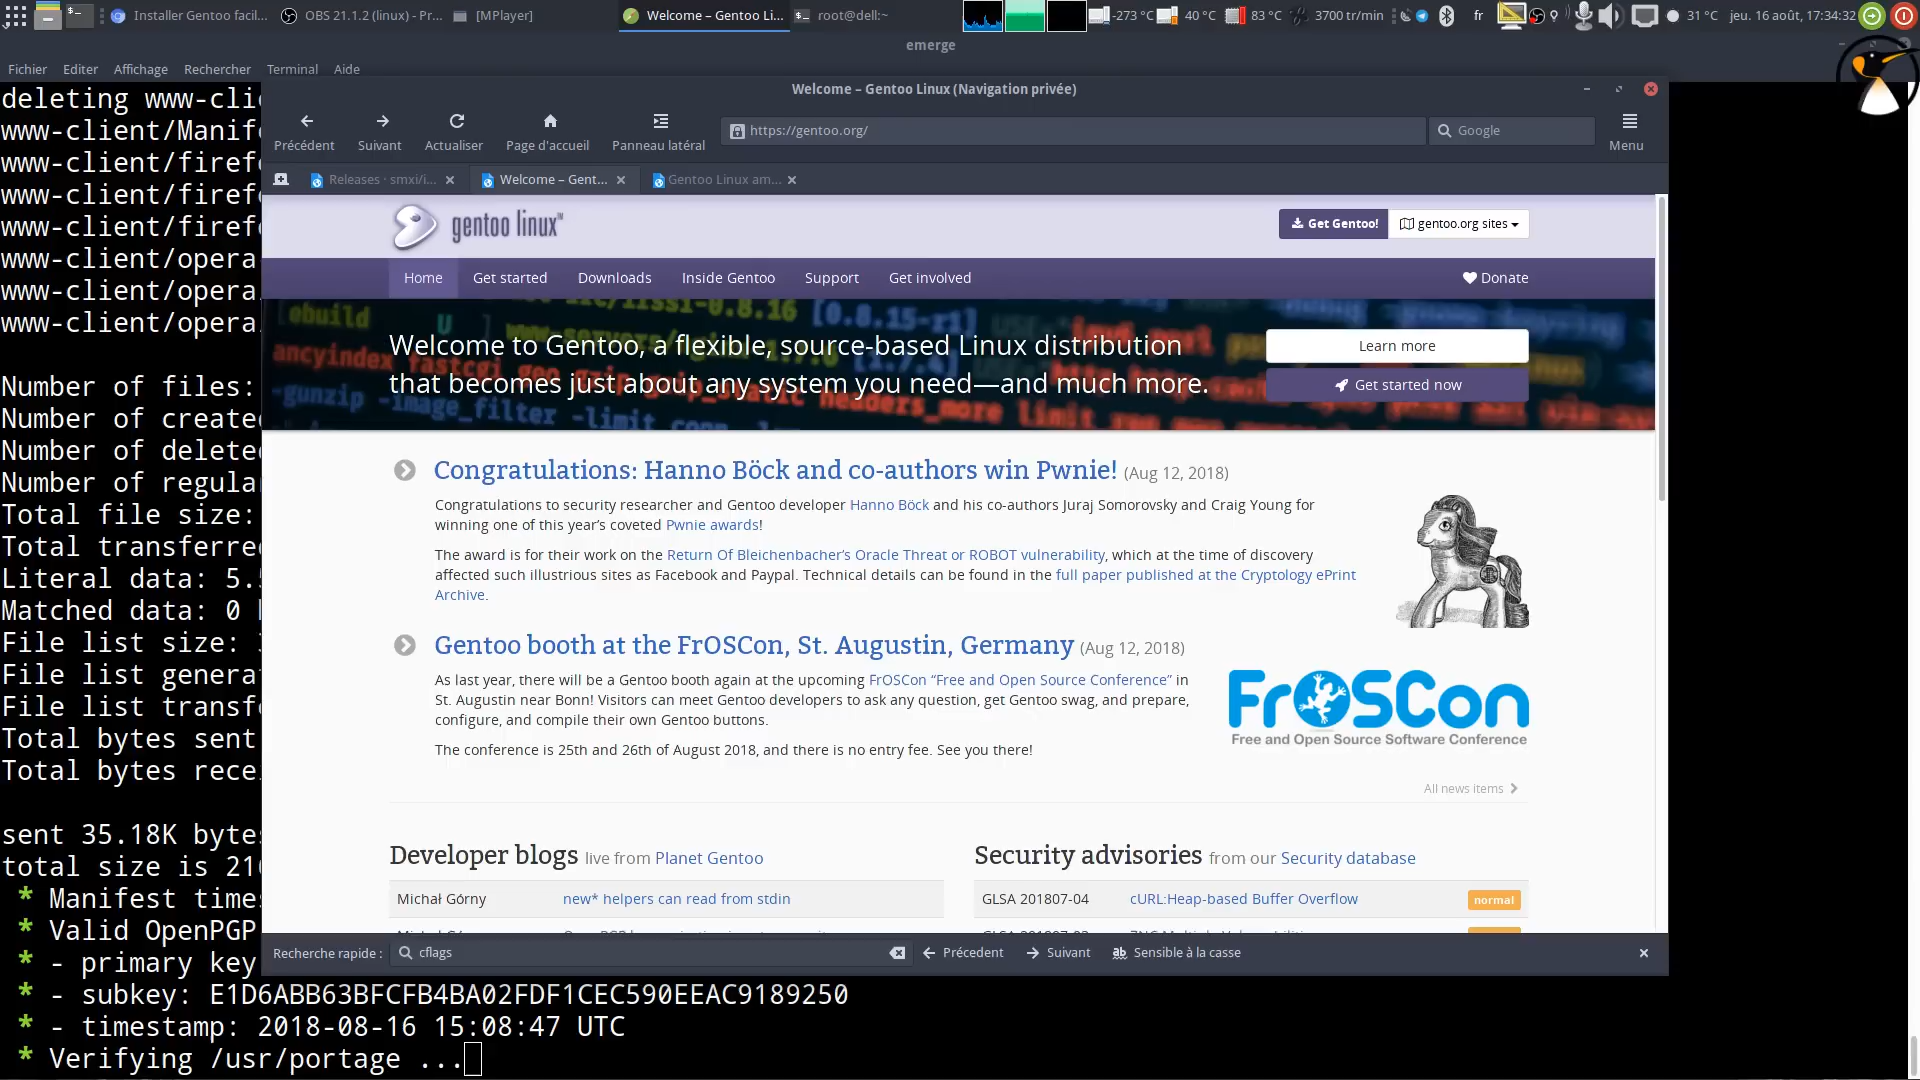 Installer Gentoo facil...
OBS 21.1.2 (linux) - Pr...
[MPlayer]
Welcome – Gentoo Li...
root@dell:~
-273 °C
40 °C
83 °C
3700 tr/min
fr
31 °C
jeu. 16 août, 17:34:32
emerge
Fichier Editer Affichage Rechercher Terminal Aide
deleting www-clie
www-client/Manif
www-client/firef
www-client/firef
www-client/firef
www-client/opera
www-client/opera
www-client/opera
Number of files:
Number of create
Number of deleted
Number of regula
Total file size:
Total transferred
Literal data: 5.5
Matched data: 0
File list size:
File list genera
File list transf
Total bytes sent
Total bytes recei
sent 35.18K bytes
total size is 21
* Manifest times
* Valid OpenPGP
* - primary key
* - subkey: E1D6ABB63BFCFB4BA02FDF1CEC590EEAC9189250
* - timestamp: 2018-08-16 15:08:47 UTC
* Verifying /usr/portage ...
Welcome – Gentoo Linux (Navigation privée)
Précédent Suivant Actualiser Page d'accueil Panneau latéral
https://gentoo.org/
Google
Menu
Releases · smxi/i...
Welcome – Gent...
Gentoo Linux am...
gentoo linux™
Get Gentoo!
gentoo.org sites
Home Get started Downloads Inside Gentoo Support Get involved Donate
Welcome to Gentoo, a flexible, source-based Linux distribution
that becomes just about any system you need—and much more.
Learn more
Get started now
Congratulations: Hanno Böck and co-authors win Pwnie! (Aug 12, 2018)
Congratulations to security researcher and Gentoo developer Hanno Böck and his co-authors Juraj Somorovsky and Craig Young for
winning one of this year's coveted Pwnie awards!
The award is for their work on the Return Of Bleichenbacher's Oracle Threat or ROBOT vulnerability, which at the time of discovery
affected such illustrious sites as Facebook and Paypal. Technical details can be found in the full paper published at the Cryptology ePrint
Archive.
Gentoo booth at the FrOSCon, St. Augustin, Germany (Aug 12, 2018)
As last year, there will be a Gentoo booth again at the upcoming FrOSCon “Free and Open Source Conference” in
St. Augustin near Bonn! Visitors can meet Gentoo developers to ask any question, get Gentoo swag, and prepare,
configure, and compile their own Gentoo buttons.
The conference is 25th and 26th of August 2018, and there is no entry fee. See you there!
FrOSCon
Free and Open Source Software Conference
All news items
Developer blogs live from Planet Gentoo
Michał Górny new* helpers can read from stdin
Security advisories from our Security database
GLSA 201807-04 cURL:Heap-based Buffer Overflow normal
Recherche rapide : cflags Précédent Suivant Sensible à la casse